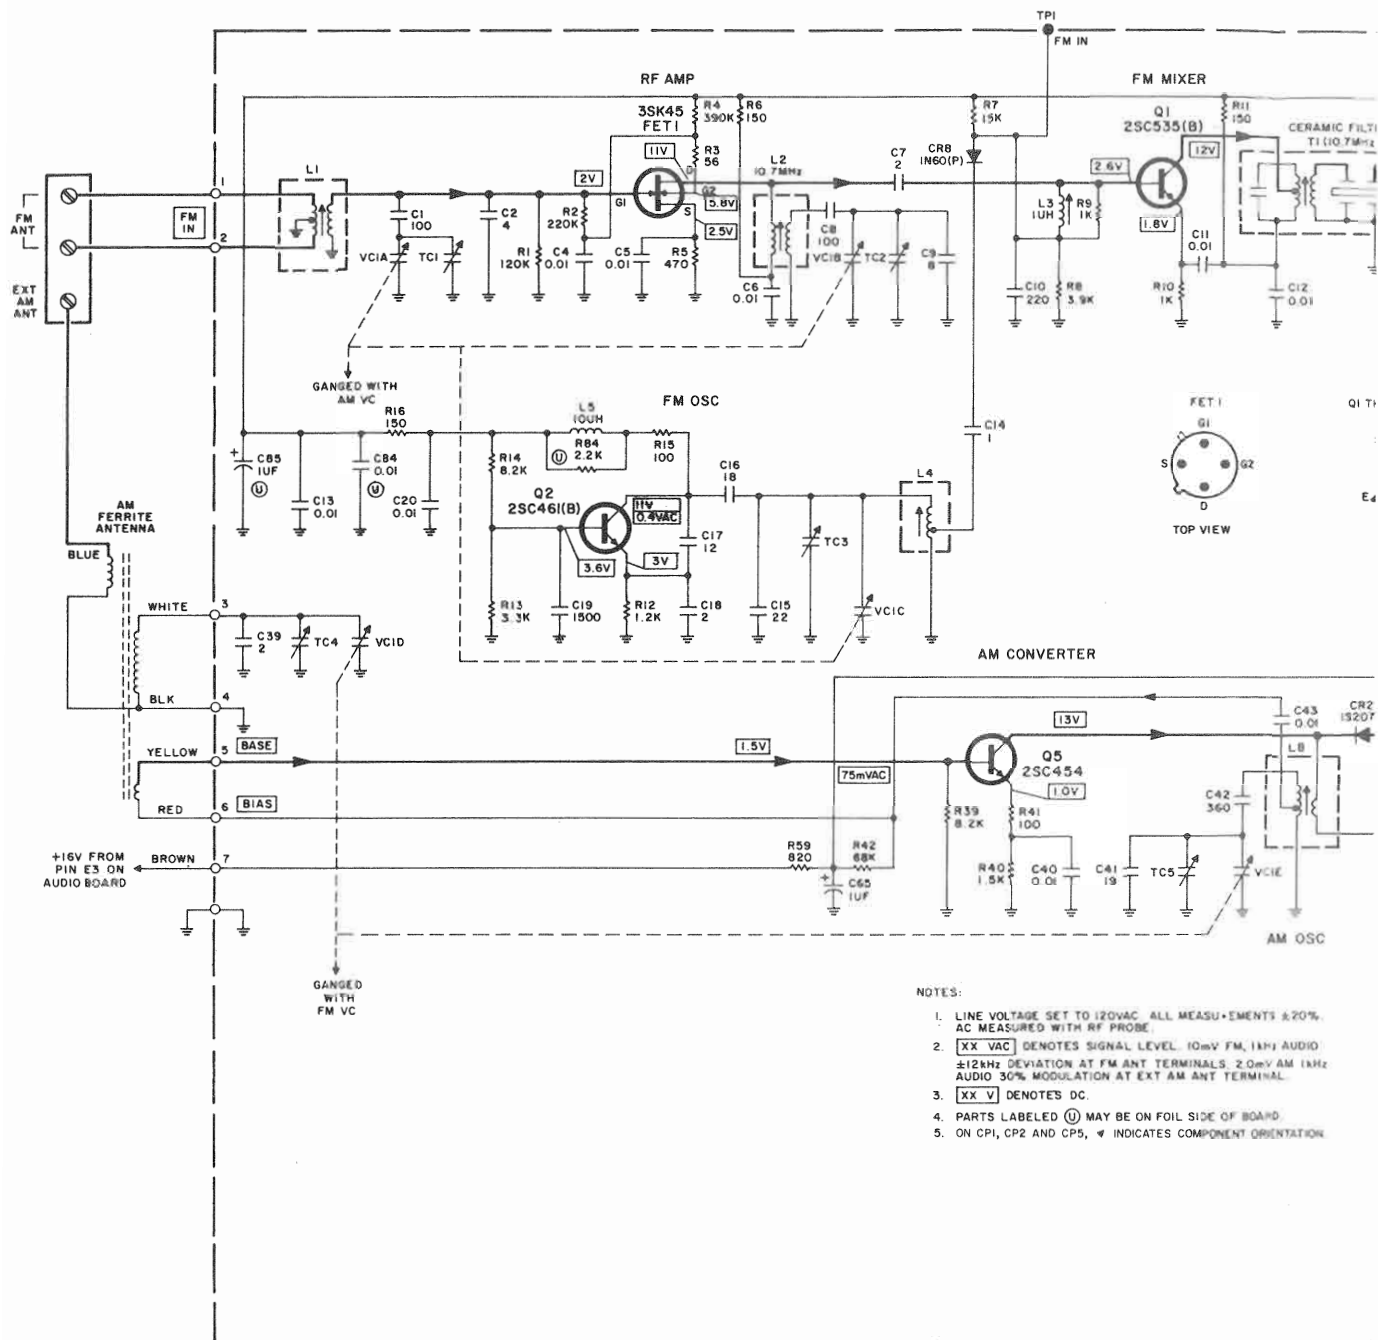 TP1
FM IN
RF AMP
FM MIXER
3SK45
FET1
R4
390K
R6
150
R7
15K
Q1
2SC535(B)
R11
150
CERAMIC FILT
T1 (10.7MHz
11V
R3
56
CR8
1N60(P)
12V
L1
2V
D
L2
10.7MHz
C7
2
2.6V
1
FM
ANT
FM
IN
2
G1
G2
5.8V
S
2.5V
C1
100
C2
4
R2
220K
L3
1UH
R9
1K
1.8V
C8
100
C11
0.01
VC1A
TC1
R1
120K
C4
0.01
C5
0.01
R5
470
VC1B
TC2
C9
8
EXT
AM
ANT
C6
0.01
C10
220
R8
3.9K
R10
1K
C12
0.01
GANGED WITH
AM VC
FM OSC
L5
10UH
R16
150
FET 1
G1
Q1 T
C14
1
+
C85
1UF
U
C84
0.01
U
R14
8.2K
U
R84
2.2K
R15
100
C16
18
L4
S
G2
D
TOP VIEW
C13
0.01
C20
0.01
Q2
2SC461(B)
11V
0.4VAC
AM
FERRITE
ANTENNA
BLUE
C17
12
TC3
3.6V
3V
WHITE
3
R13
3.3K
C19
1500
R12
1.2K
C18
2
C15
22
VC1C
C39
2
TC4
VC1D
AM CONVERTER
BLK
4
C43
0.01
CR2
1S207
13V
YELLOW
5
BASE
1.5V
75mVAC
Q5
2SC454
L8
1.0V
RED
6
BIAS
R39
8.2K
R41
100
C42
360
+16V FROM
PIN E3 ON
AUDIO BOARD
BROWN
7
R59
820
R42
68K
+
C65
1UF
R40
1.5K
C40
0.01
C41
19
TC5
VC1E
AM OSC
GANGED
WITH
FM VC
NOTES:
1. LINE VOLTAGE SET TO 120VAC. ALL MEASU•EMENTS ±20%.
AC MEASURED WITH RF PROBE.
2. XX VAC DENOTES SIGNAL LEVEL. 10mV FM, 1kHz AUDIO
±12kHz DEVIATION AT FM ANT TERMINALS, 2.0mV AM 1kHz
AUDIO 30% MODULATION AT EXT AM ANT TERMINAL.
3. XX V DENOTES DC.
4. PARTS LABELED U MAY BE ON FOIL SIDE OF BOARD.
5. ON CP1, CP2 AND CP5, INDICATES COMPONENT ORIENTATION.